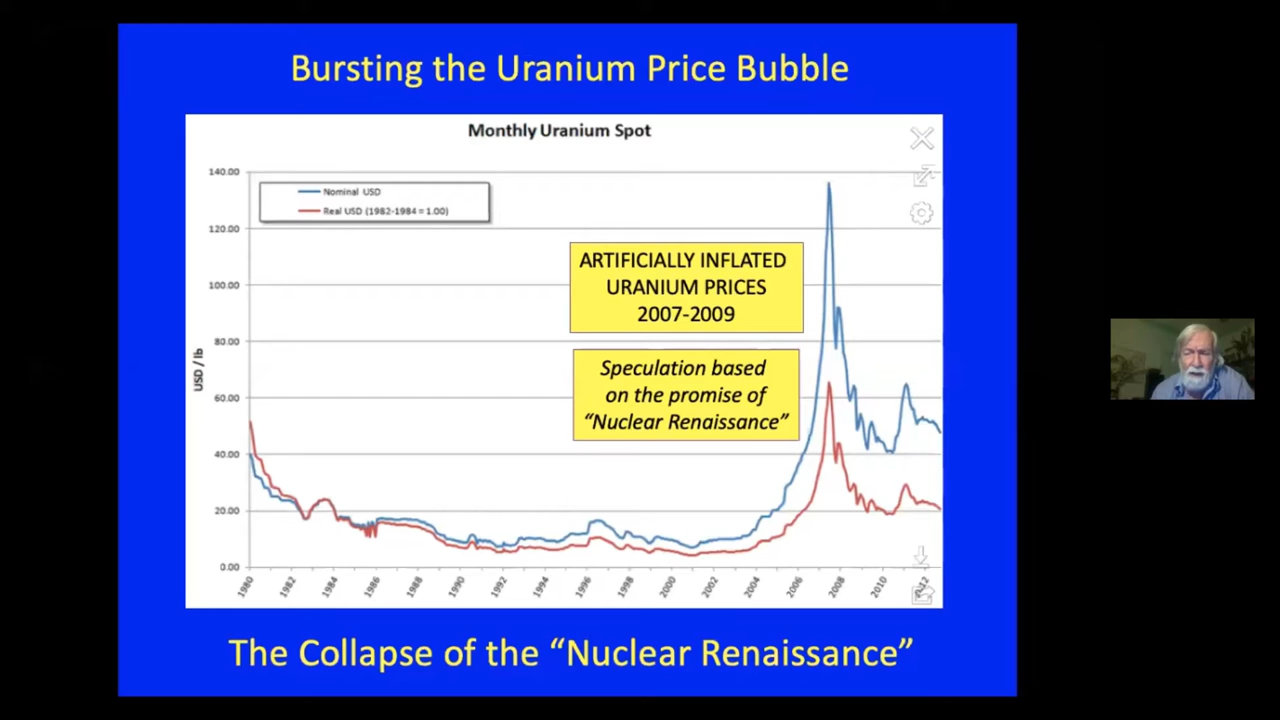 Bursting the Uranium Price Bubble
Monthly Uranium Spot
140.00
120.00
100.00
80.00
60.00
40.00
20.00
0.00
USD / lb
Nominal USD
Real USD (1982-1984 = 1.00)
ARTIFICIALLY INFLATED
URANIUM PRICES
2007-2009
Speculation based
on the promise of
“Nuclear Renaissance”
1980
1982
1984
1986
1988
1990
1992
1994
1996
1998
2000
2002
2004
2006
2008
2010
2012
The Collapse of the “Nuclear Renaissance”